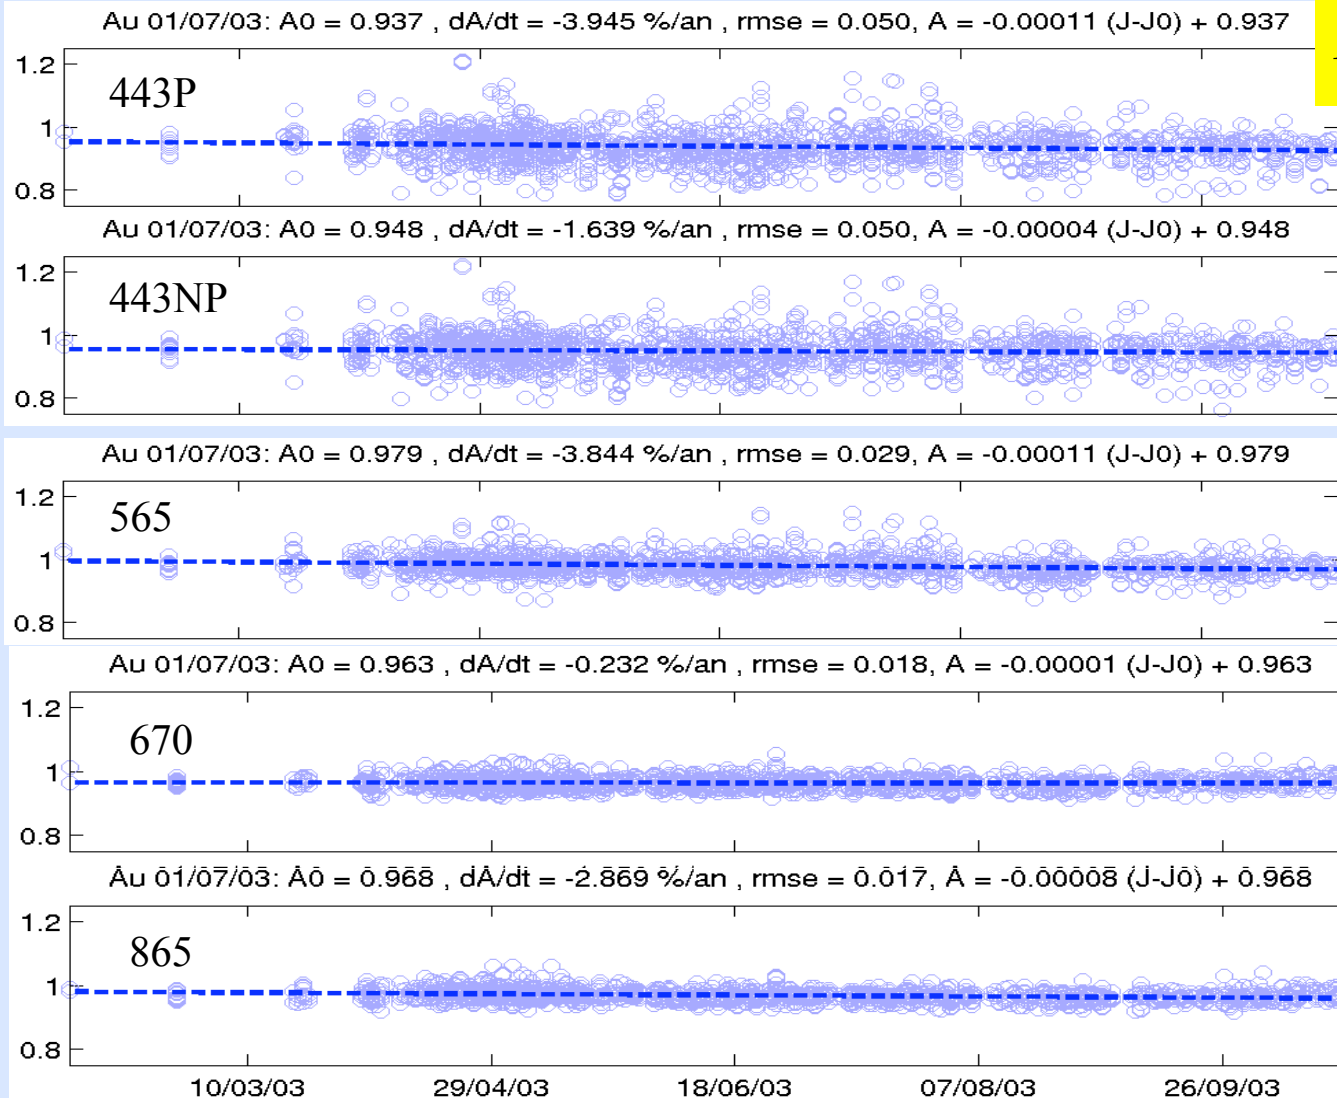 Au 01/07/03: A0 = 0.937 , dA/dt = -3.945 %/an , rmse = 0.050, A = -0.00011 (J-J0) + 0.937
1.2
443P
1
0.8
Au 01/07/03: A0 = 0.948 , dA/dt = -1.639 %/an , rmse = 0.050, A = -0.00004 (J-J0) + 0.948
1.2
443NP
1
0.8
Au 01/07/03: A0 = 0.979 , dA/dt = -3.844 %/an , rmse = 0.029, A = -0.00011 (J-J0) + 0.979
1.2
565
1
0.8
Au 01/07/03: A0 = 0.963 , dA/dt = -0.232 %/an , rmse = 0.018, A = -0.00001 (J-J0) + 0.963
1.2
670
1
0.8
Au 01/07/03: A0 = 0.968 , dA/dt = -2.869 %/an , rmse = 0.017, A = -0.00008 (J-J0) + 0.968
1.2
865
1
0.8
10/03/03 29/04/03 18/06/03 07/08/03 26/09/03